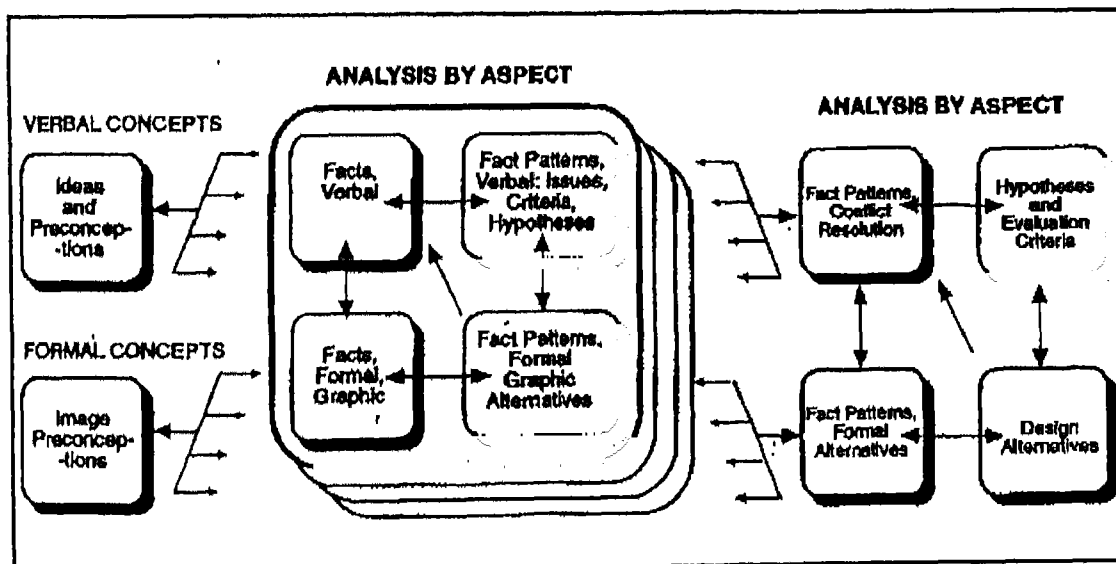 ANALYSIS BY ASPECT
VERBAL CONCEPTS
Ideas
and
Preconcep-
-tions
FORMAL CONCEPTS
Image
Preconcep-
-tions
Facts,
Verbal
Fact Patterns,
Verbal: Issues,
Criteria,
Hypotheses
Facts,
Formal,
Graphic
Fact Patterns,
Formal
Graphic
Alternatives
ANALYSIS BY ASPECT
Fact Patterns,
Conflict
Resolution
Hypotheses
and
Evaluation
Criteria
Fact Patterns,
Formal
Alternatives
Design
Alternatives